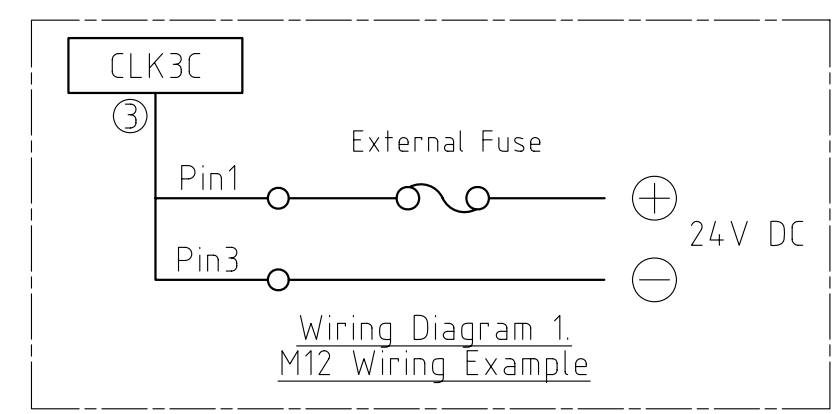 CLK3C
3
External Fuse
Pin1
+
24V DC
Pin3
−
Wiring Diagram 1.
M12 Wiring Example